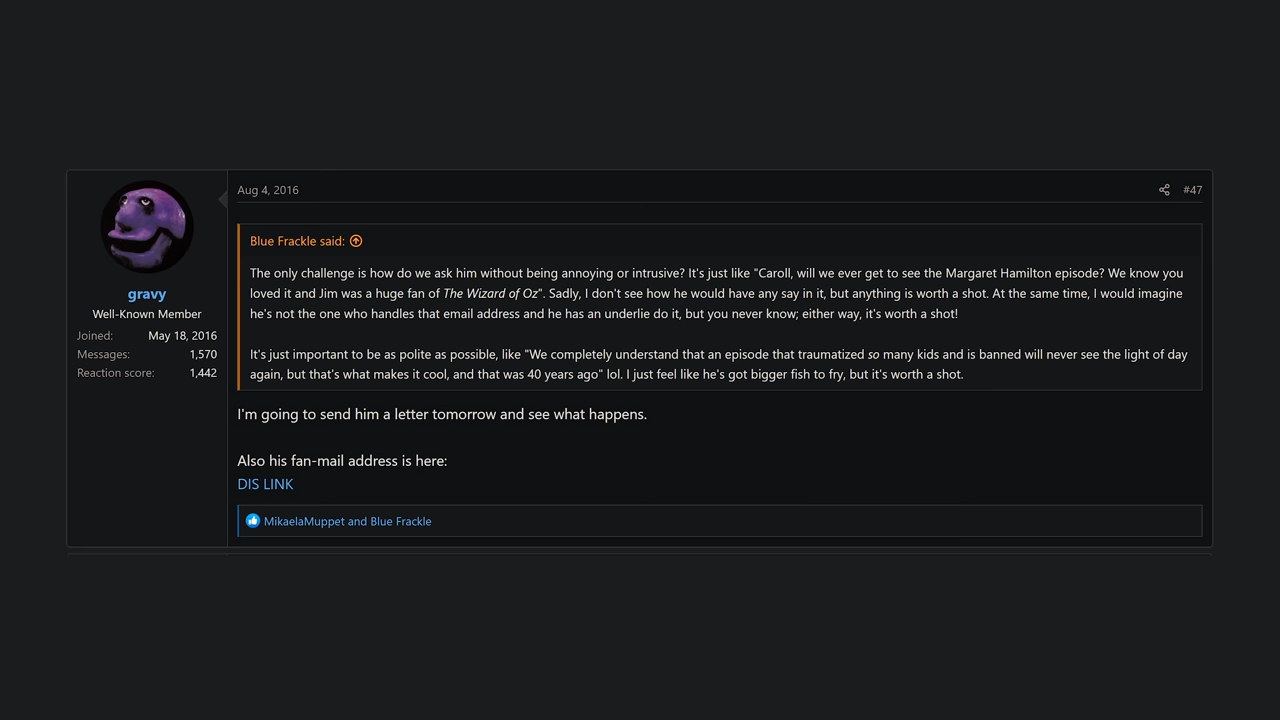 Aug 4, 2016
#47
gravy
Well-Known Member
Joined: May 18, 2016
Messages: 1,570
Reaction score: 1,442
Blue Frackle said:
The only challenge is how do we ask him without being annoying or intrusive? It's just like "Caroll, will we ever get to see the Margaret Hamilton episode? We know you
loved it and Jim was a huge fan of The Wizard of Oz". Sadly, I don't see how he would have any say in it, but anything is worth a shot. At the same time, I would imagine
he's not the one who handles that email address and he has an underlie do it, but you never know; either way, it's worth a shot!
It's just important to be as polite as possible, like "We completely understand that an episode that traumatized so many kids and is banned will never see the light of day
again, but that's what makes it cool, and that was 40 years ago" lol. I just feel like he's got bigger fish to fry, but it's worth a shot.
I'm going to send him a letter tomorrow and see what happens.
Also his fan-mail address is here:
DIS LINK
MikaelaMuppet and Blue Frackle